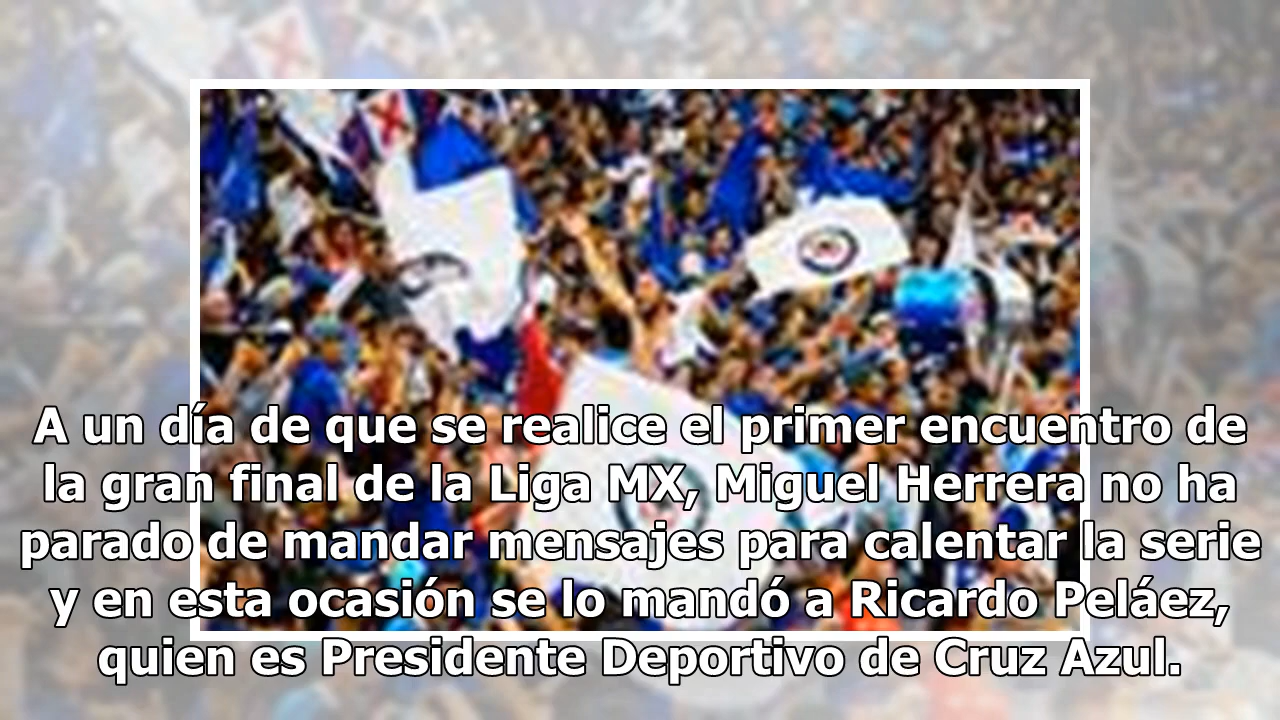 A un día de que se realice el primer encuentro de
la gran final de la Liga MX, Miguel Herrera no ha
parado de mandar mensajes para calentar la serie
y en esta ocasión se lo mandó a Ricardo Peláez,
quien es Presidente Deportivo de Cruz Azul.